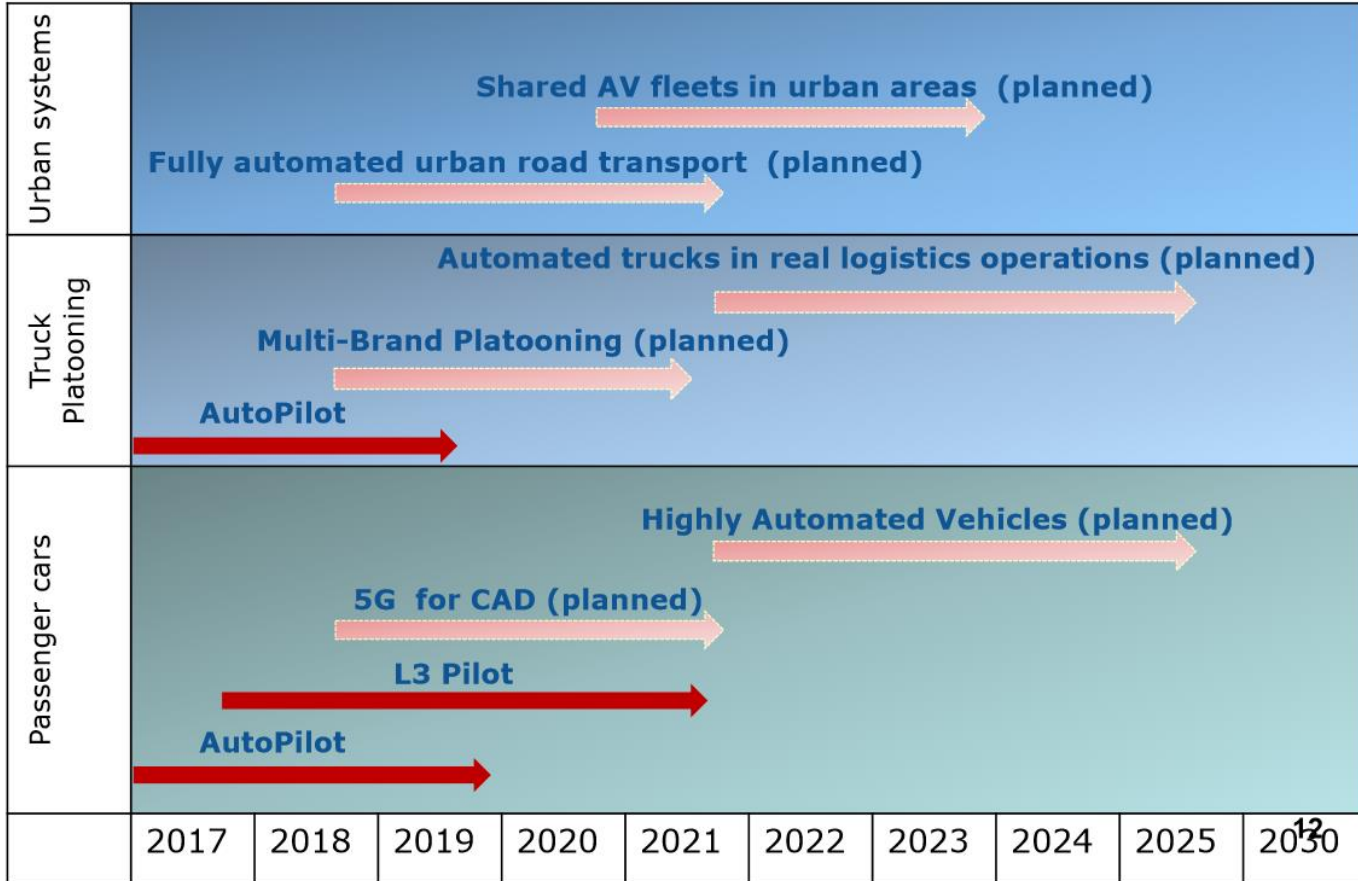 Urban systems
Shared AV fleets in urban areas (planned)
Fully automated urban road transport (planned)
Truck
Platooning
Automated trucks in real logistics operations (planned)
Multi-Brand Platooning (planned)
AutoPilot
Passenger cars
Highly Automated Vehicles (planned)
5G for CAD (planned)
L3 Pilot
AutoPilot
2017 2018 2019 2020 2021 2022 2023 2024 2025 2030
12